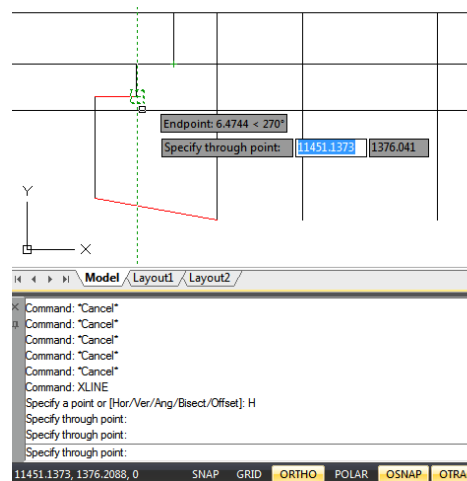 Endpoint: 6.4744 < 270°
Specify through point: 11451.1373 1376.041
Y
X
Model Layout1 Layout2
Command: *Cancel*
Command: *Cancel*
Command: *Cancel*
Command: *Cancel*
Command: *Cancel*
Command: XLINE
Specify a point or [Hor/Ver/Ang/Bisect/Offset]: H
Specify through point:
Specify through point:
Specify through point:
11451.1373, 1376.2088, 0 SNAP GRID ORTHO POLAR OSNAP OTRA